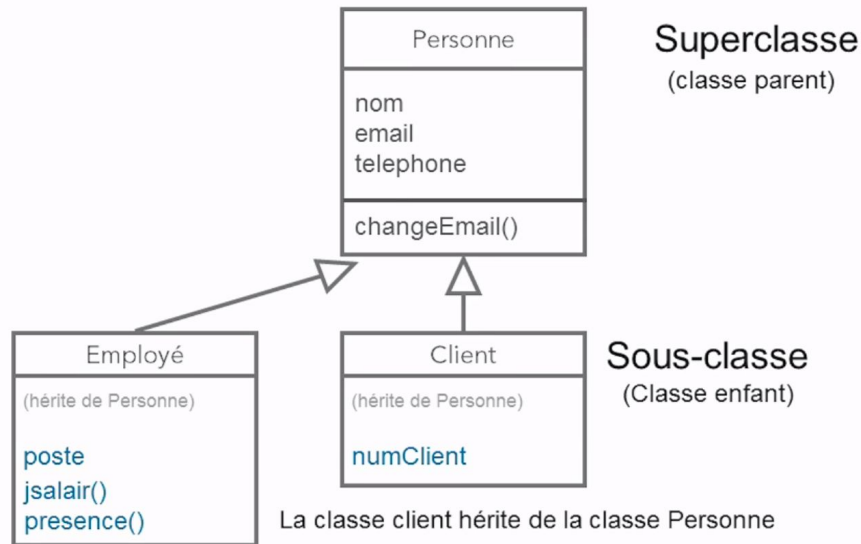 Personne
Superclasse
(classe parent)
nom
email
telephone
changeEmail()
Employé
(hérite de Personne)
poste
jsalair()
presence()
Client
(hérite de Personne)
numClient
Sous-classe
(Classe enfant)
La classe client hérite de la classe Personne